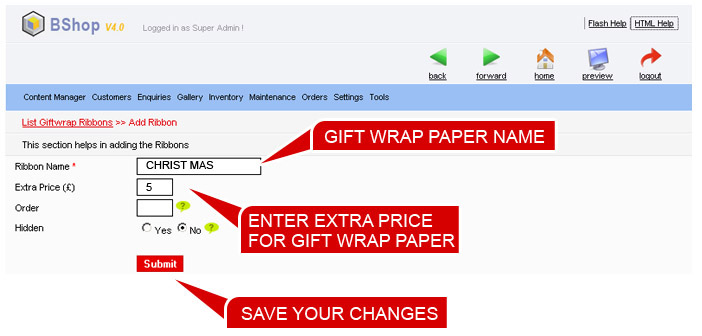 BShop V4.0
Logged in as Super Admin !
Flash Help HTML Help
back forward home preview logout
Content Manager Customers Enquiries Gallery Inventory Maintenance Orders Settings Tools
List Giftwrap Ribbons >> Add Ribbon
GIFT WRAP PAPER NAME
This section helps in adding the Ribbons
Ribbon Name * CHRIST MAS
Extra Price (£) 5
Order ?
ENTER EXTRA PRICE
FOR GIFT WRAP PAPER
Hidden Yes No ?
Submit
SAVE YOUR CHANGES